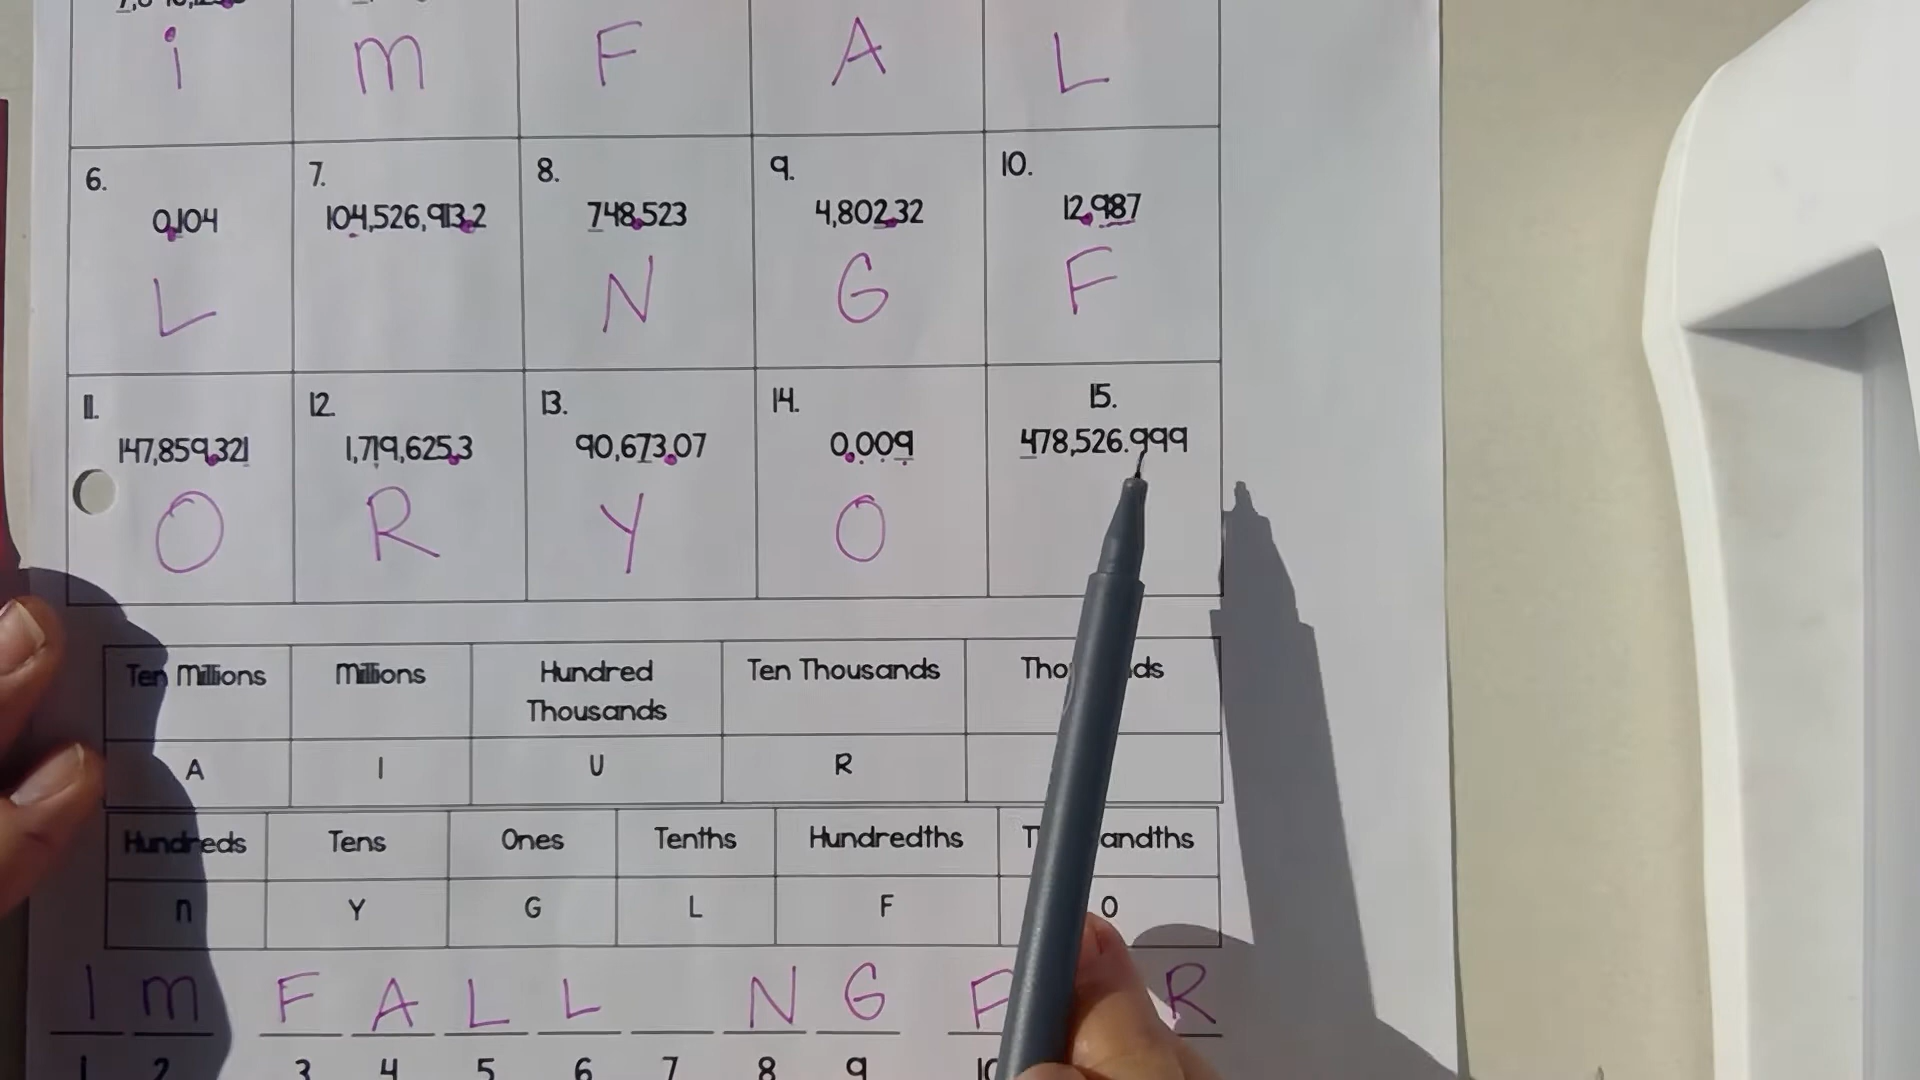 i m F A L
6. 7. 8. 9. 10.
0.104 104,526,913.2 748.523 4,802.32 12.987
L N G F
11. 12. 13. 14. 15.
147,859.321 1,719,625.3 90,673.07 0.009 478,526.999
O R Y O
Ten Millions Millions Hundred Thousands Ten Thousands
A I U R
Hundreds Tens Ones Tenths Hundredths
n Y G L F O
I m F A L L N G F R
1 2 3 4 5 6 7 8 9 10